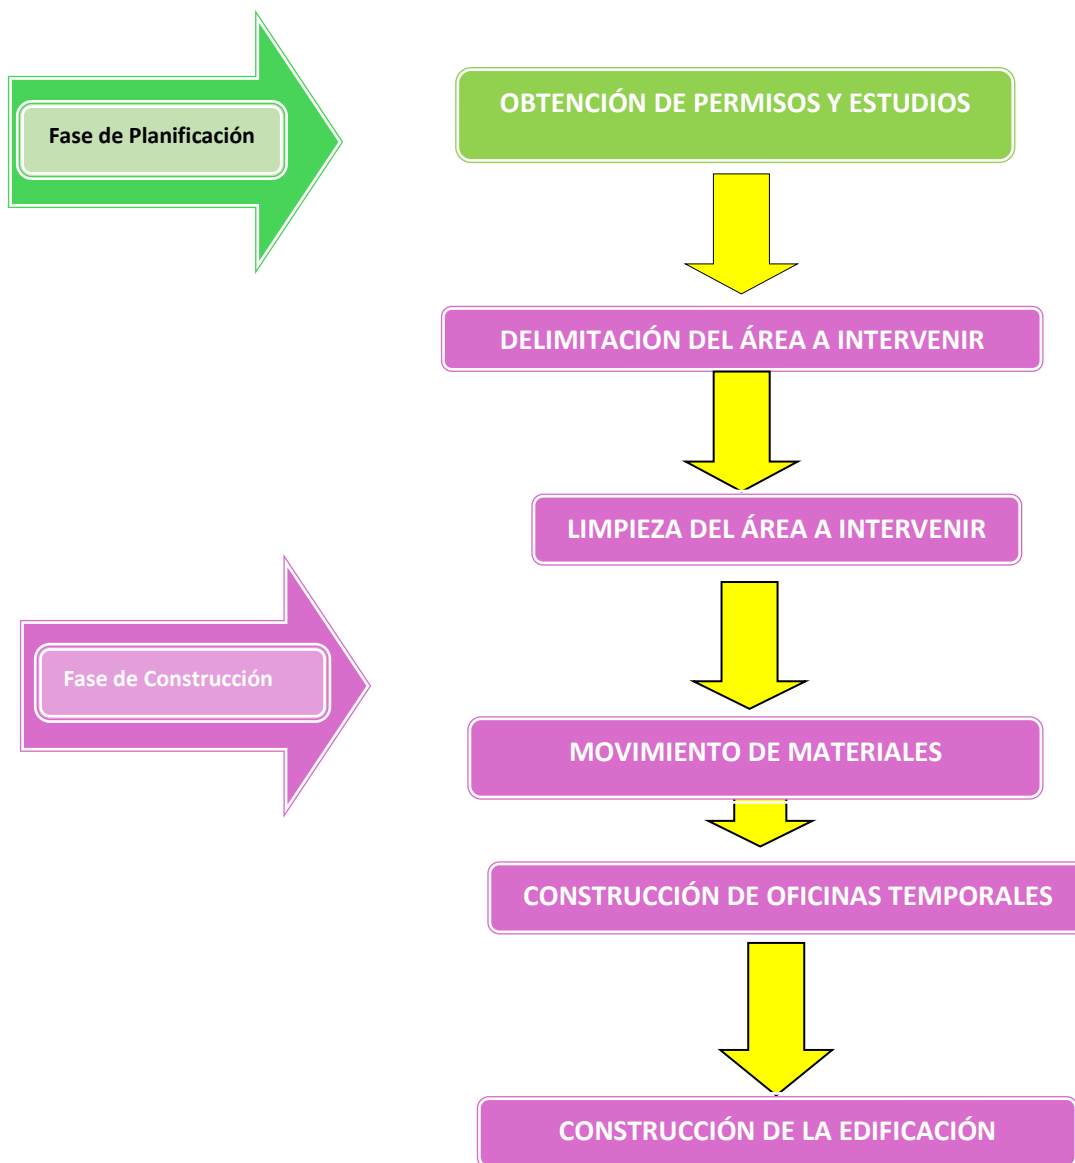 Fase de Planificación
OBTENCIÓN DE PERMISOS Y ESTUDIOS
DELIMITACIÓN DEL ÁREA A INTERVENIR
LIMPIEZA DEL ÁREA A INTERVENIR
Fase de Construcción
MOVIMIENTO DE MATERIALES
CONSTRUCCIÓN DE OFICINAS TEMPORALES
CONSTRUCCIÓN DE LA EDIFICACIÓN